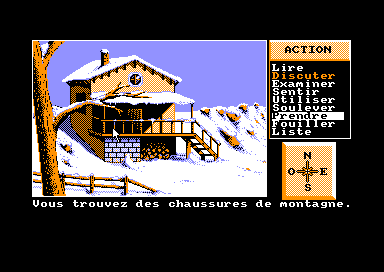 ACTION
Lire
Discuter
Examiner
Sentir
Utiliser
Soulever
Prendre
Fouiller
Liste
N
O E
S
Vous trouvez des chaussures de montagne.